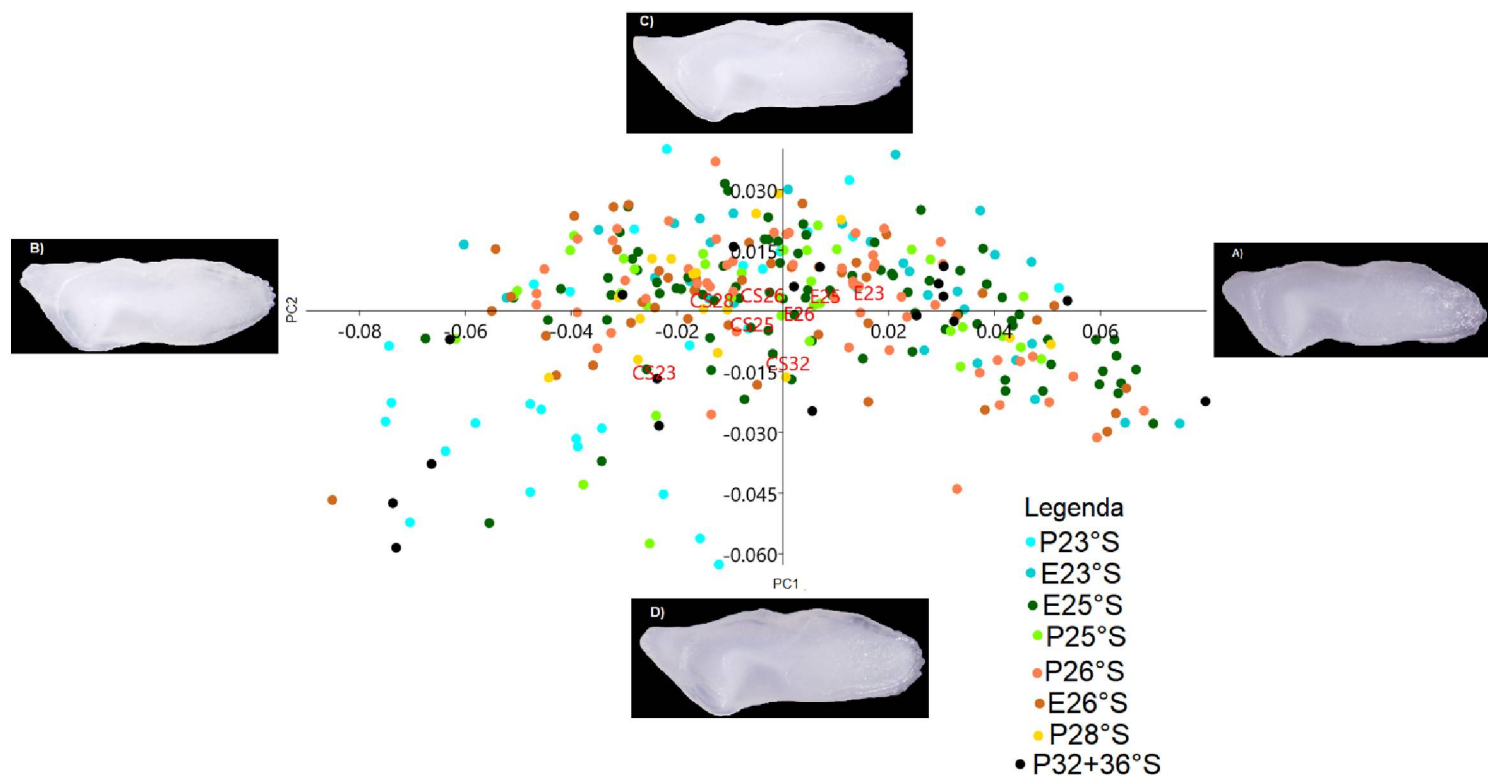 C)
B)
A)
0.030
0.015
CS28
CS26
E25
E23
CS25
E26
PC2
-0.08
-0.06
-0.04
-0.02
0.02
0.04
0.06
CS23
CS32
-0.015
-0.030
-0.045
-0.060
PC1
D)
Legenda
P23°S
E23°S
E25°S
P25°S
P26°S
E26°S
P28°S
P32+36°S